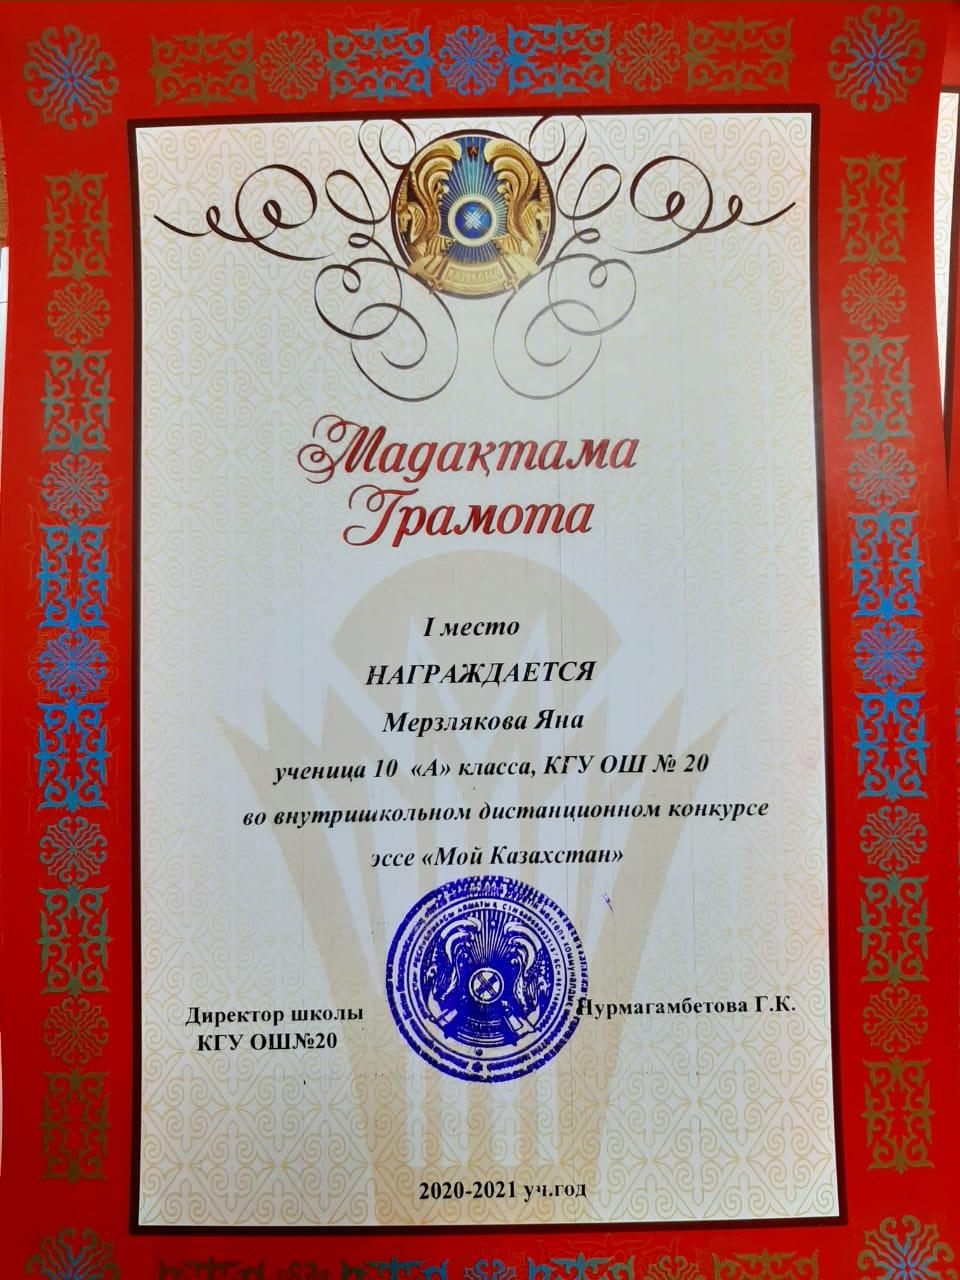 ҚАЗАҚСТАН
Мадақтама
Грамота
I место
НАГРАЖДАЕТСЯ
Мерзлякова Яна
ученица 10 «А» класса, КГУ ОШ № 20
во внутришкольном дистанционном конкурсе
эссе «Мой Казахстан»
Директор школы
КГУ ОШ№20
Нурмагамбетова Г.К.
2020-2021 уч.год